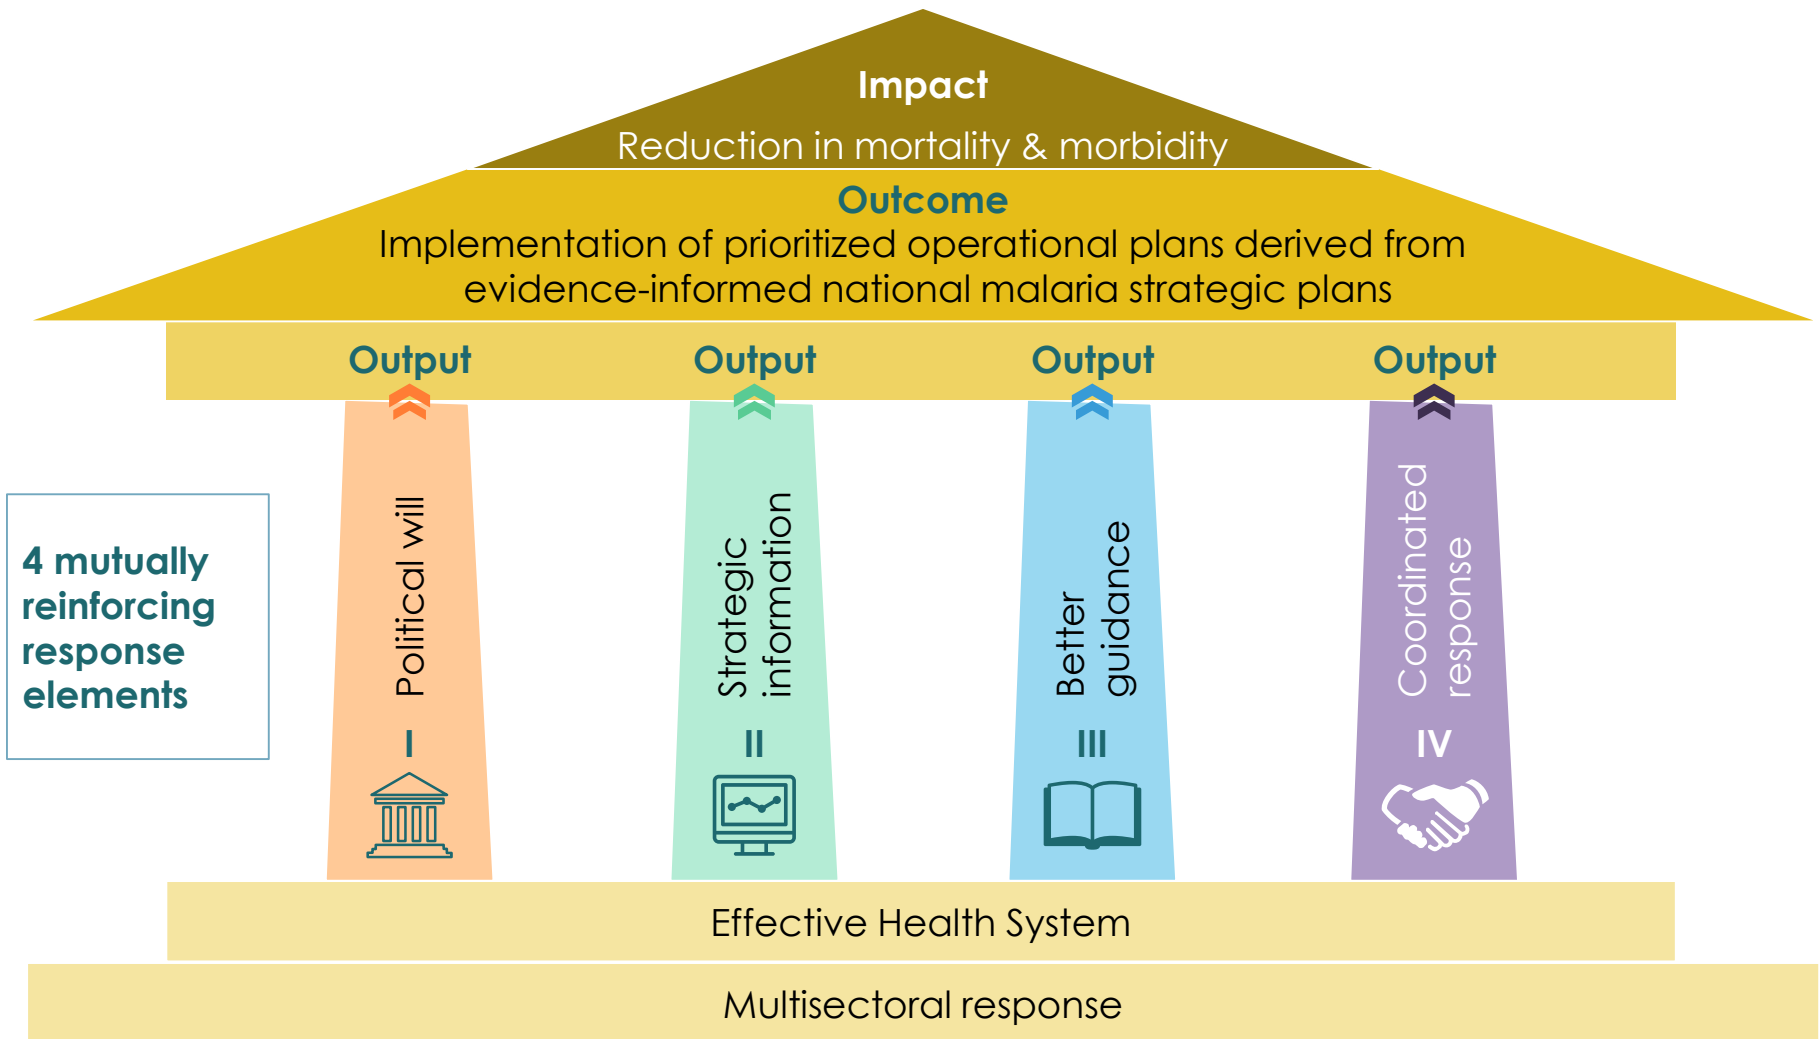 Impact
Reduction in mortality & morbidity
Outcome
Implementation of prioritized operational plans derived from
evidence-informed national malaria strategic plans
Output
Output
Output
Output
4 mutually
reinforcing
response
elements
Political will
I
Strategic
information
II
Better
guidance
III
Coordinated
response
IV
Effective Health System
Multisectoral response